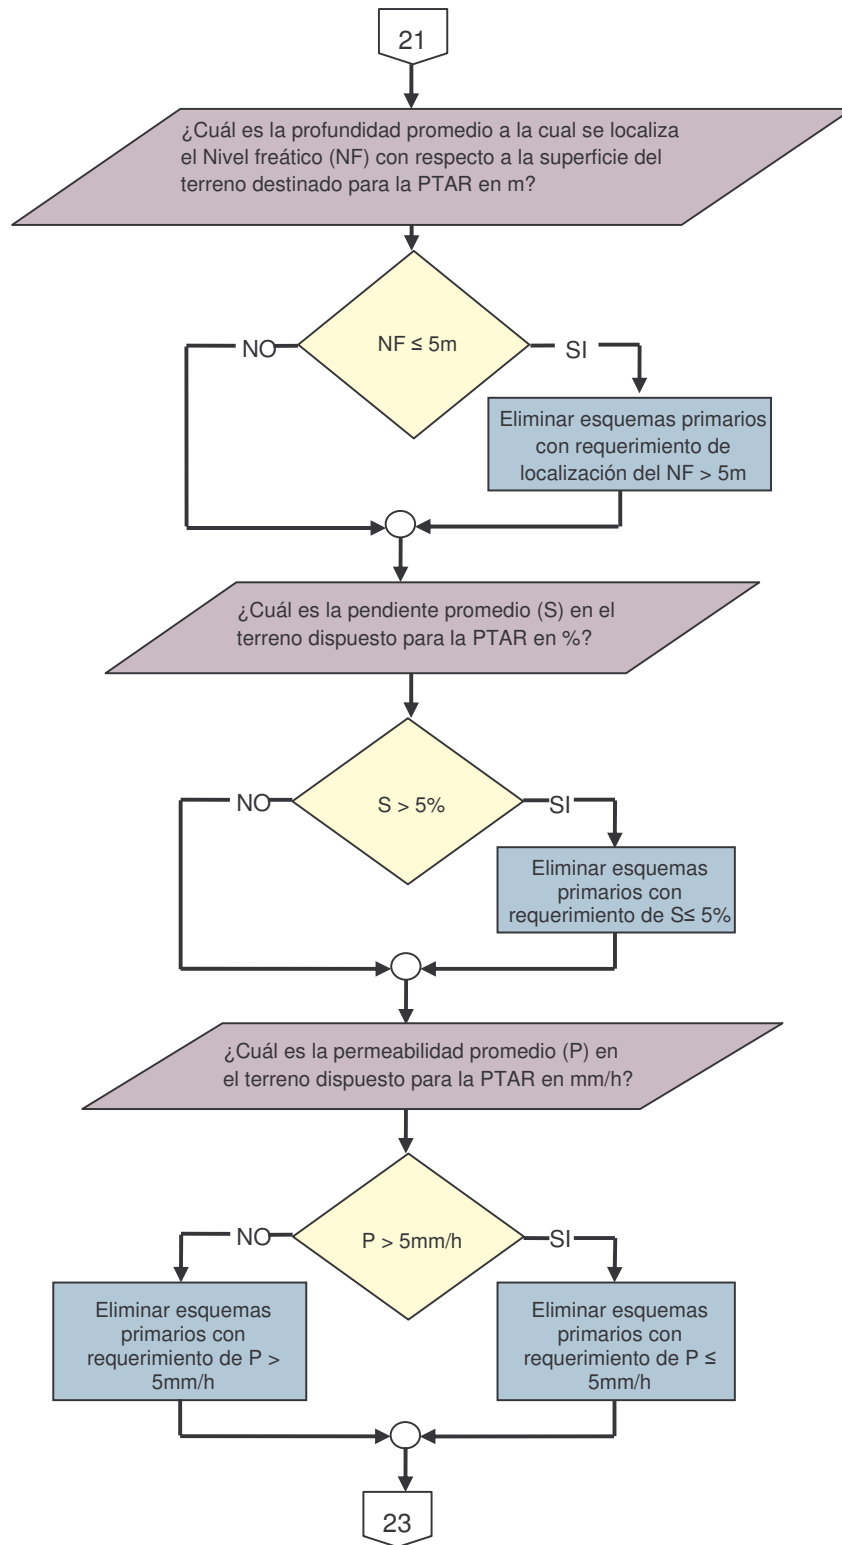 21
¿Cuál es la profundidad promedio a la cual se localiza
el Nivel freático (NF) con respecto a la superficie del
terreno destinado para la PTAR en m?
NF ≤ 5m
NO
SI
Eliminar esquemas primarios
con requerimiento de
localización del NF > 5m
¿Cuál es la pendiente promedio (S) en el
terreno dispuesto para la PTAR en %?
S > 5%
NO
SI
Eliminar esquemas
primarios con
requerimiento de S≤ 5%
¿Cuál es la permeabilidad promedio (P) en
el terreno dispuesto para la PTAR en mm/h?
P > 5mm/h
NO
SI
Eliminar esquemas
primarios con
requerimiento de P >
5mm/h
Eliminar esquemas
primarios con
requerimiento de P ≤
5mm/h
23